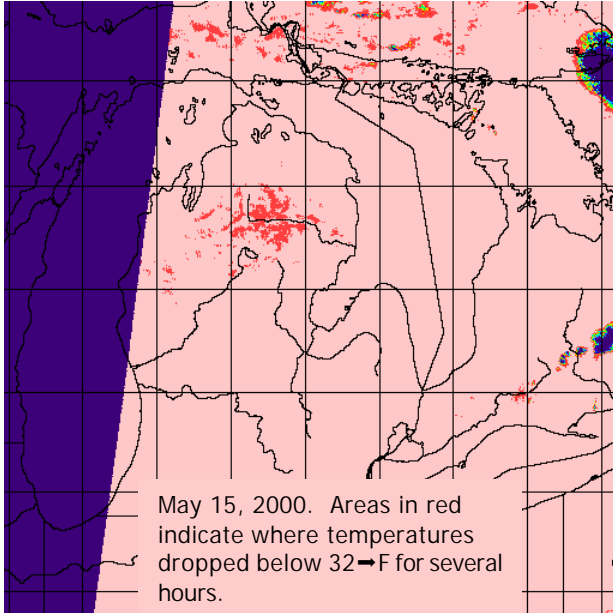 May 15, 2000.  Areas in red
indicate where temperatures
dropped below 32➞F for several
hours.